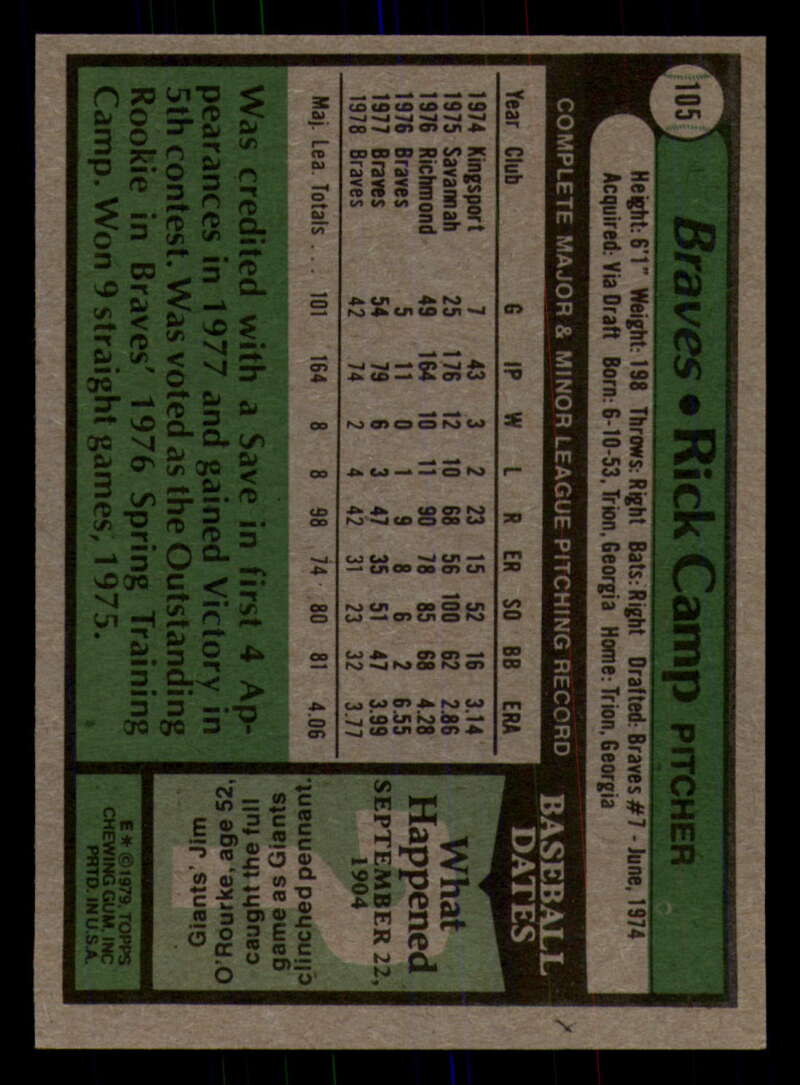 105
Braves • Rick Camp PITCHER
Height: 6'1" Weight: 198 Throws: Right Bats: Right Drafted: Braves #7 - June, 1974
Acquired: Via Draft Born: 6-10-53, Trion, Georgia Home: Trion, Georgia
COMPLETE MAJOR & MINOR LEAGUE PITCHING RECORD
Year Club G IP W L R ER SO BB ERA
1974 Kingsport 7 43 3 2 23 15 52 16 3.14
1975 Savannah 25 176 12 10 68 56 100 62 2.86
1976 Richmond 49 164 10 11 90 78 85 68 4.28
1976 Braves 5 11 0 1 9 8 6 2 6.55
1977 Braves 54 79 6 3 47 35 51 47 3.99
1978 Braves 42 74 2 4 42 31 23 32 3.77
Maj. Lea. Totals . . . 101 164 8 8 98 74 80 81 4.06
Was credited with a Save in first 4 Ap-
pearances in 1977 and gained Victory in
5th contest. Was voted as the Outstanding
Rookie in Braves' 1976 Spring Training
Camp. Won 9 straight games, 1975.
BASEBALL
DATES
What
Happened
SEPTEMBER 22,
1904
Giants' Jim
O'Rourke, age 52,
caught the full
game as Giants
clinched pennant.
E * © 1979, TOPPS
CHEWING GUM, INC
PRTD. IN U.S.A.